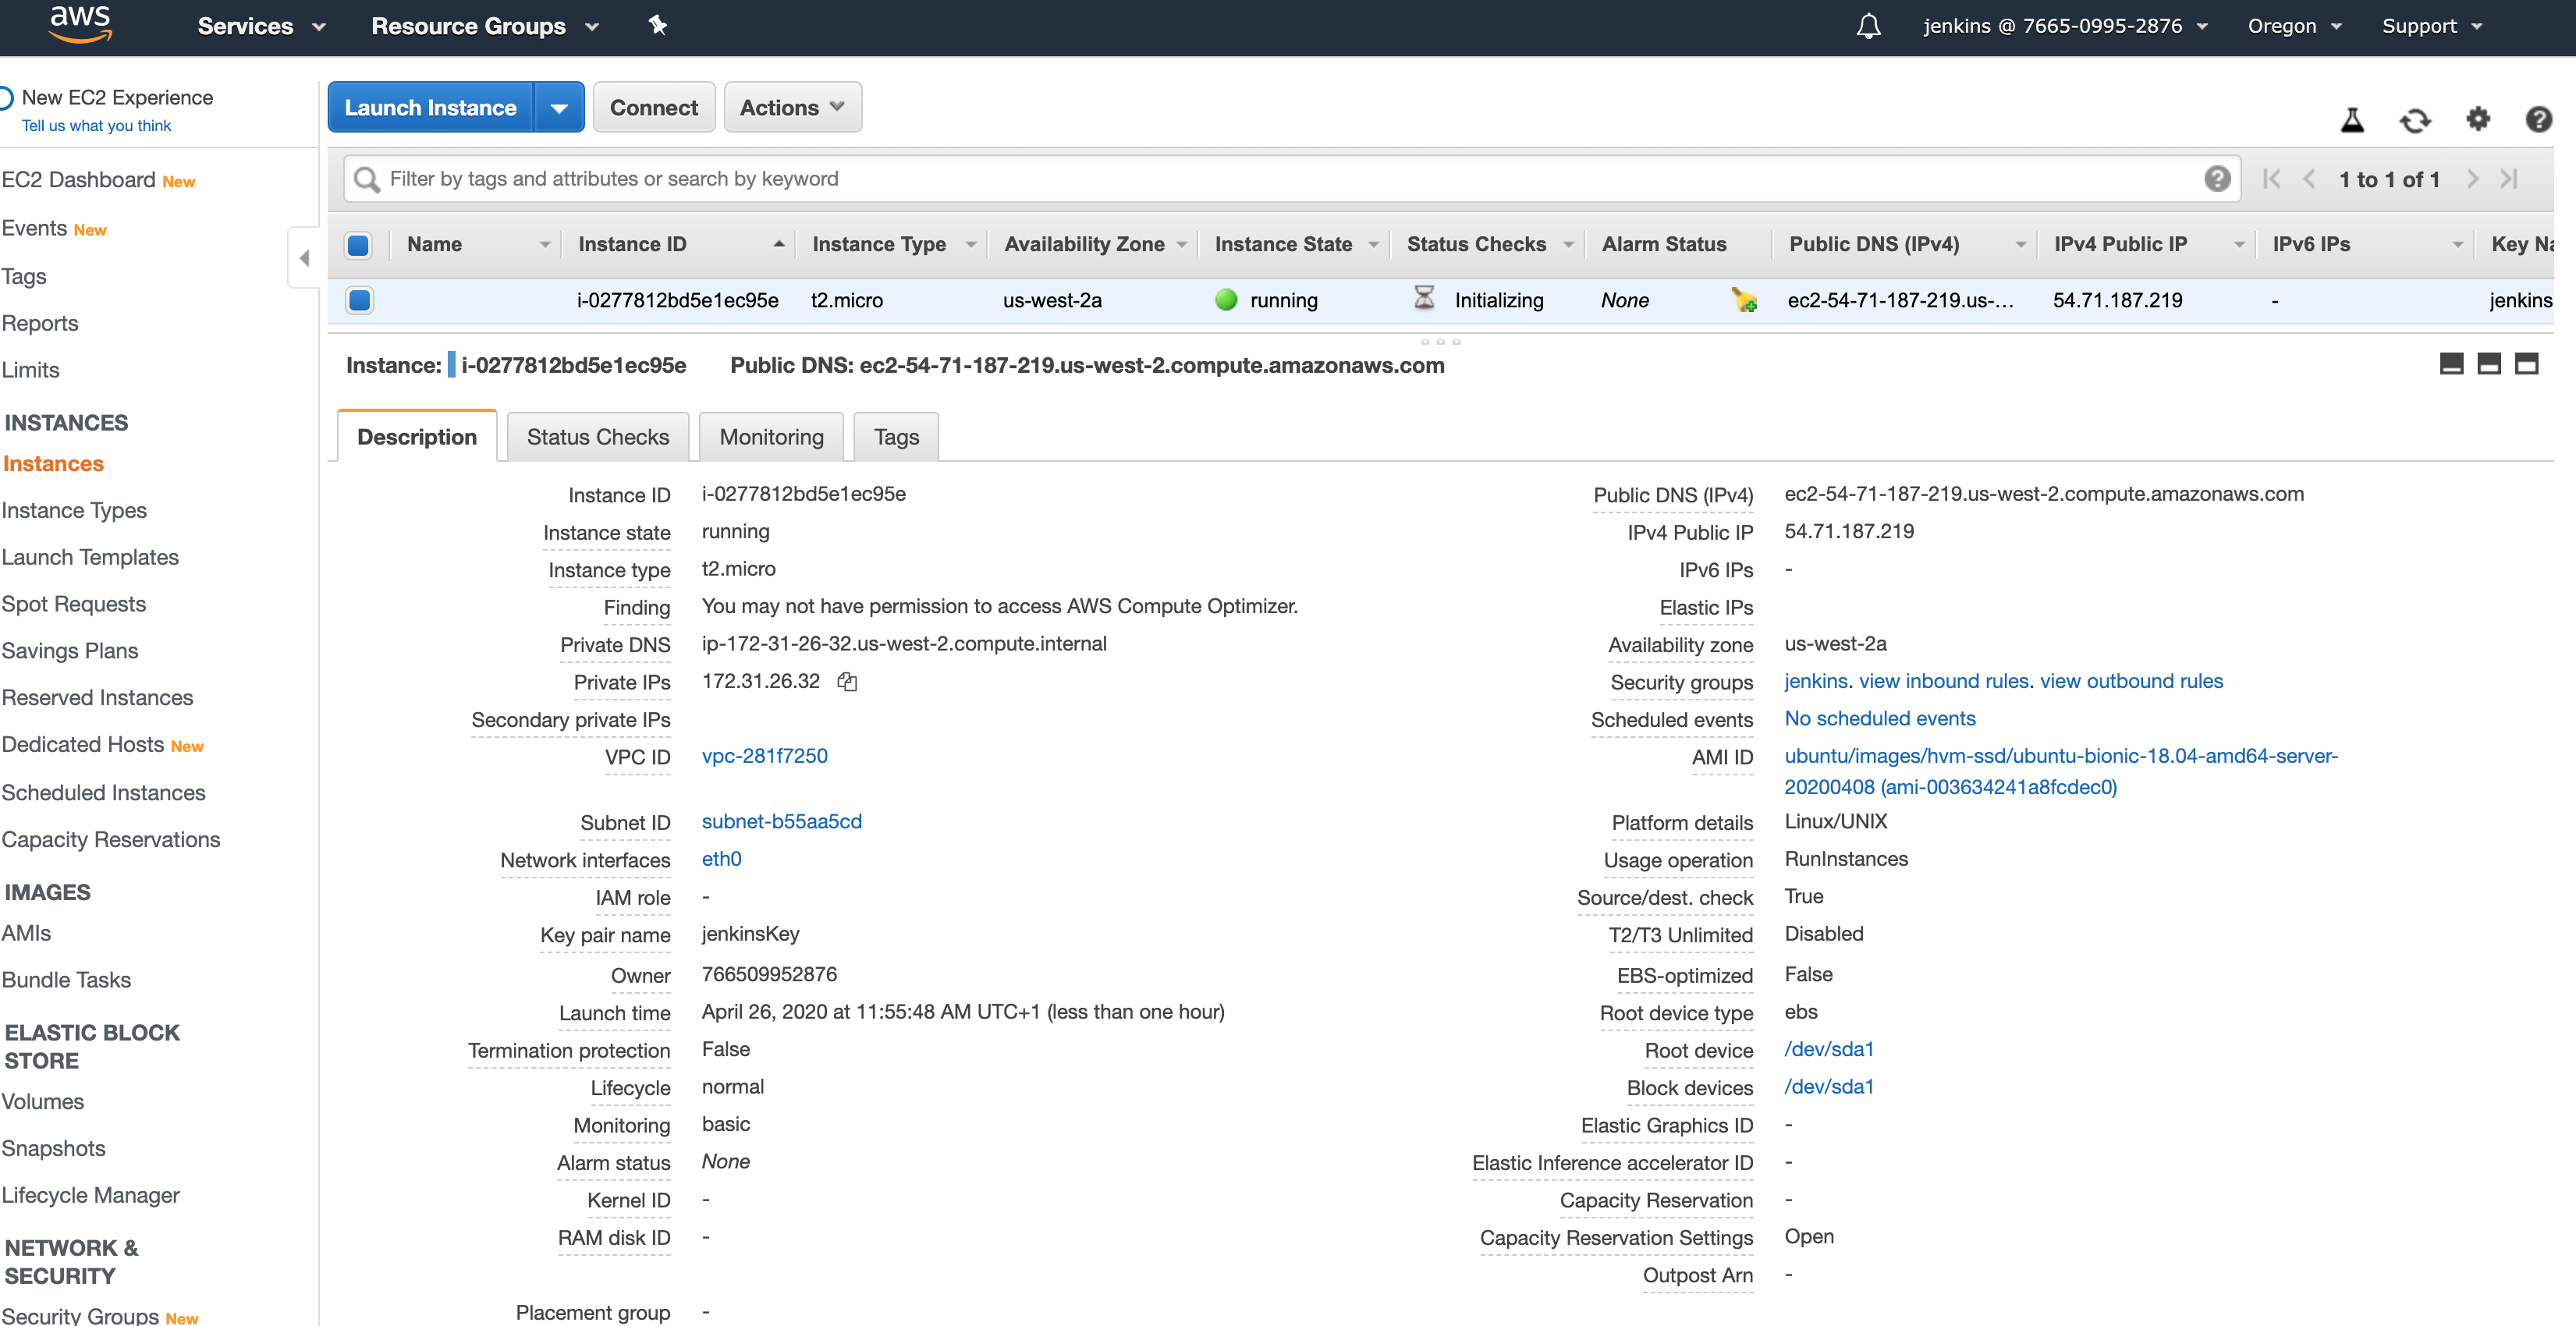 aws
Services
Resource Groups
jenkins @ 7665-0995-2876
Oregon
Support
New EC2 Experience
Tell us what you think
EC2 Dashboard New
Events New
Tags
Reports
Limits
INSTANCES
Instances
Instance Types
Launch Templates
Spot Requests
Savings Plans
Reserved Instances
Dedicated Hosts New
Scheduled Instances
Capacity Reservations
IMAGES
AMIs
Bundle Tasks
ELASTIC BLOCK
STORE
Volumes
Snapshots
Lifecycle Manager
NETWORK &
SECURITY
Security Groups New
Launch Instance
Connect
Actions
Filter by tags and attributes or search by keyword
1 to 1 of 1
Name Instance ID Instance Type Availability Zone Instance State Status Checks Alarm Status Public DNS (IPv4) IPv4 Public IP IPv6 IPs Key Na
i-0277812bd5e1ec95e t2.micro us-west-2a running Initializing None ec2-54-71-187-219.us-... 54.71.187.219 - jenkins
Instance: i-0277812bd5e1ec95e Public DNS: ec2-54-71-187-219.us-west-2.compute.amazonaws.com
Description Status Checks Monitoring Tags
Instance ID i-0277812bd5e1ec95e
Instance state running
Instance type t2.micro
Finding You may not have permission to access AWS Compute Optimizer.
Private DNS ip-172-31-26-32.us-west-2.compute.internal
Private IPs 172.31.26.32
Secondary private IPs
VPC ID vpc-281f7250
Subnet ID subnet-b55aa5cd
Network interfaces eth0
IAM role -
Key pair name jenkinsKey
Owner 766509952876
Launch time April 26, 2020 at 11:55:48 AM UTC+1 (less than one hour)
Termination protection False
Lifecycle normal
Monitoring basic
Alarm status None
Kernel ID -
RAM disk ID -
Placement group -
Public DNS (IPv4) ec2-54-71-187-219.us-west-2.compute.amazonaws.com
IPv4 Public IP 54.71.187.219
IPv6 IPs -
Elastic IPs
Availability zone us-west-2a
Security groups jenkins. view inbound rules. view outbound rules
Scheduled events No scheduled events
AMI ID ubuntu/images/hvm-ssd/ubuntu-bionic-18.04-amd64-server-
20200408 (ami-003634241a8fcdec0)
Platform details Linux/UNIX
Usage operation RunInstances
Source/dest. check True
T2/T3 Unlimited Disabled
EBS-optimized False
Root device type ebs
Root device /dev/sda1
Block devices /dev/sda1
Elastic Graphics ID -
Elastic Inference accelerator ID -
Capacity Reservation -
Capacity Reservation Settings Open
Outpost Arn -